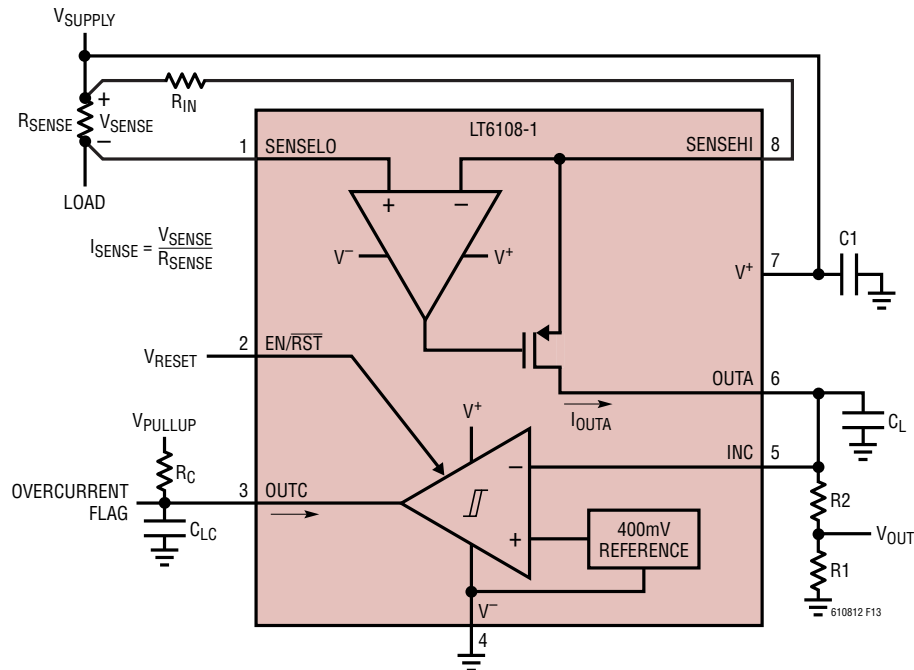 VSUPPLY
RIN
RSENSE
+
VSENSE
–
LOAD
ISENSE = VSENSE
RSENSE
LT6108-1
1
SENSELO
SENSEHI
8
+
–
V–
V+
V+
7
C1
2
EN/RST
VRESET
OUTA
6
IOUTA
CL
VPULLUP
RC
V+
INC
5
–
OVERCURRENT
FLAG
3
OUTC
CLC
+
400mV
REFERENCE
R2
VOUT
R1
V–
4
610812 F13